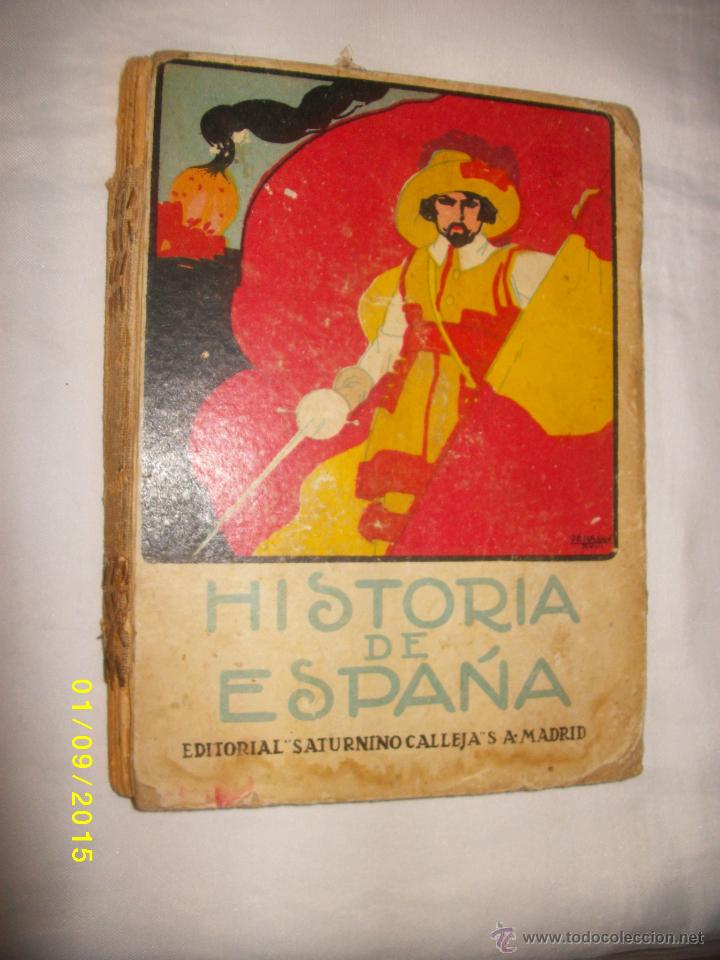 HISTORIA
DE
ESPAÑA
EDITORIAL "SATURNINO CALLEJA" S A. MADRID
01/09/2015
© www.todocoleccion.net